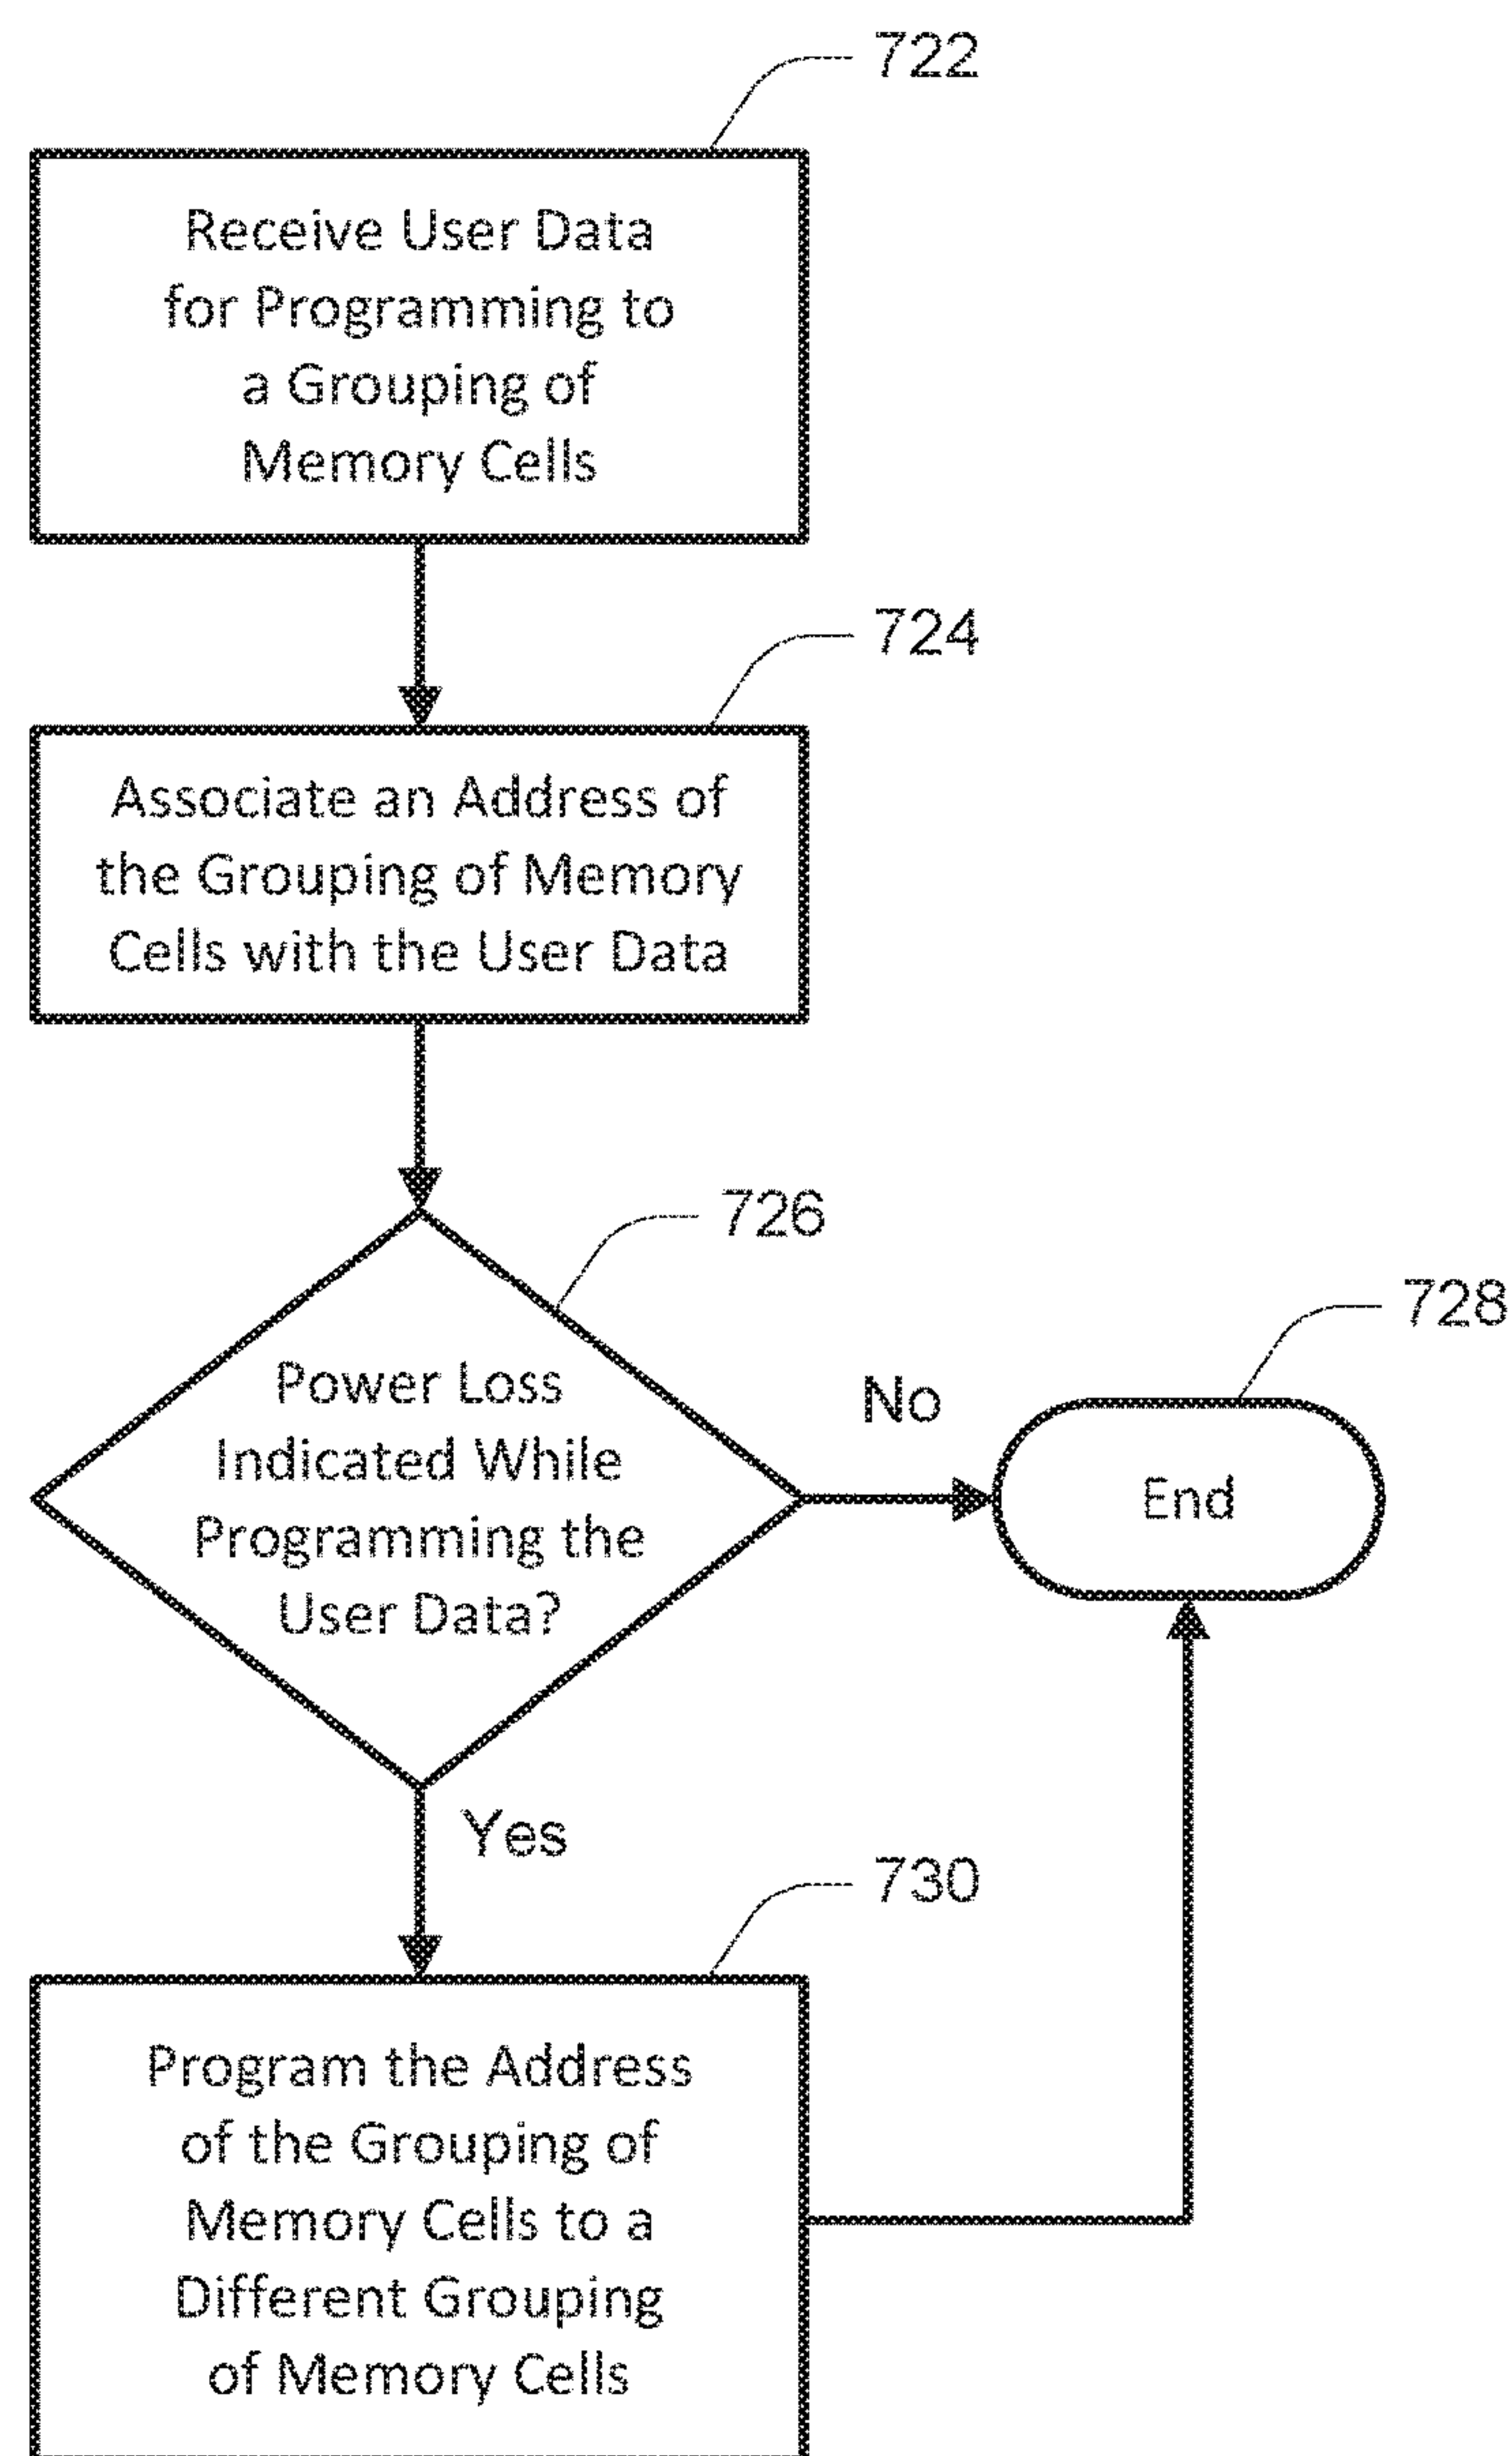 722
Receive User Data
for Programming to
a Grouping of
Memory Cells
724
Associate an Address of
the Grouping of Memory
Cells with the User Data
726
Power Loss
Indicated While
Programming the
User Data?
No
728
End
Yes
730
Program the Address
of the Grouping of
Memory Cells to a
Different Grouping
of Memory Cells